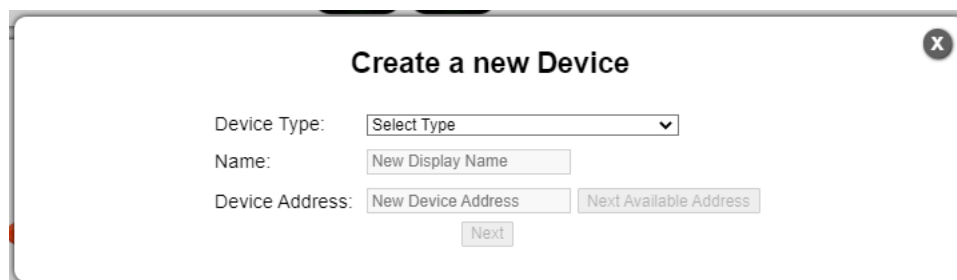 X
Create a new Device
Device Type: Select Type
Name: New Display Name
Device Address: New Device Address Next Available Address
Next